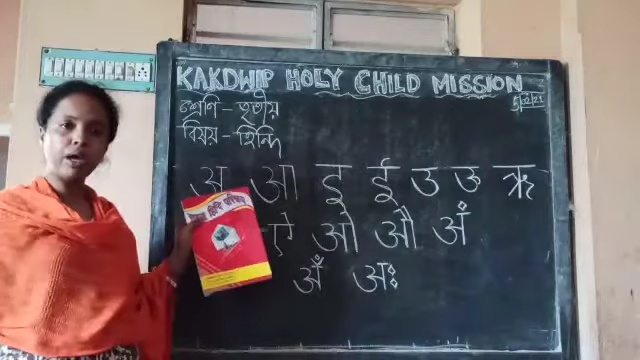 KAKDWIP HOLY CHILD MISSION
শ্রেণি - তৃতীয়
বিষয় - হিন্দি
अ आ इ ई उ ऊ ऋ
ऐ ओ औ अं
अँ अः